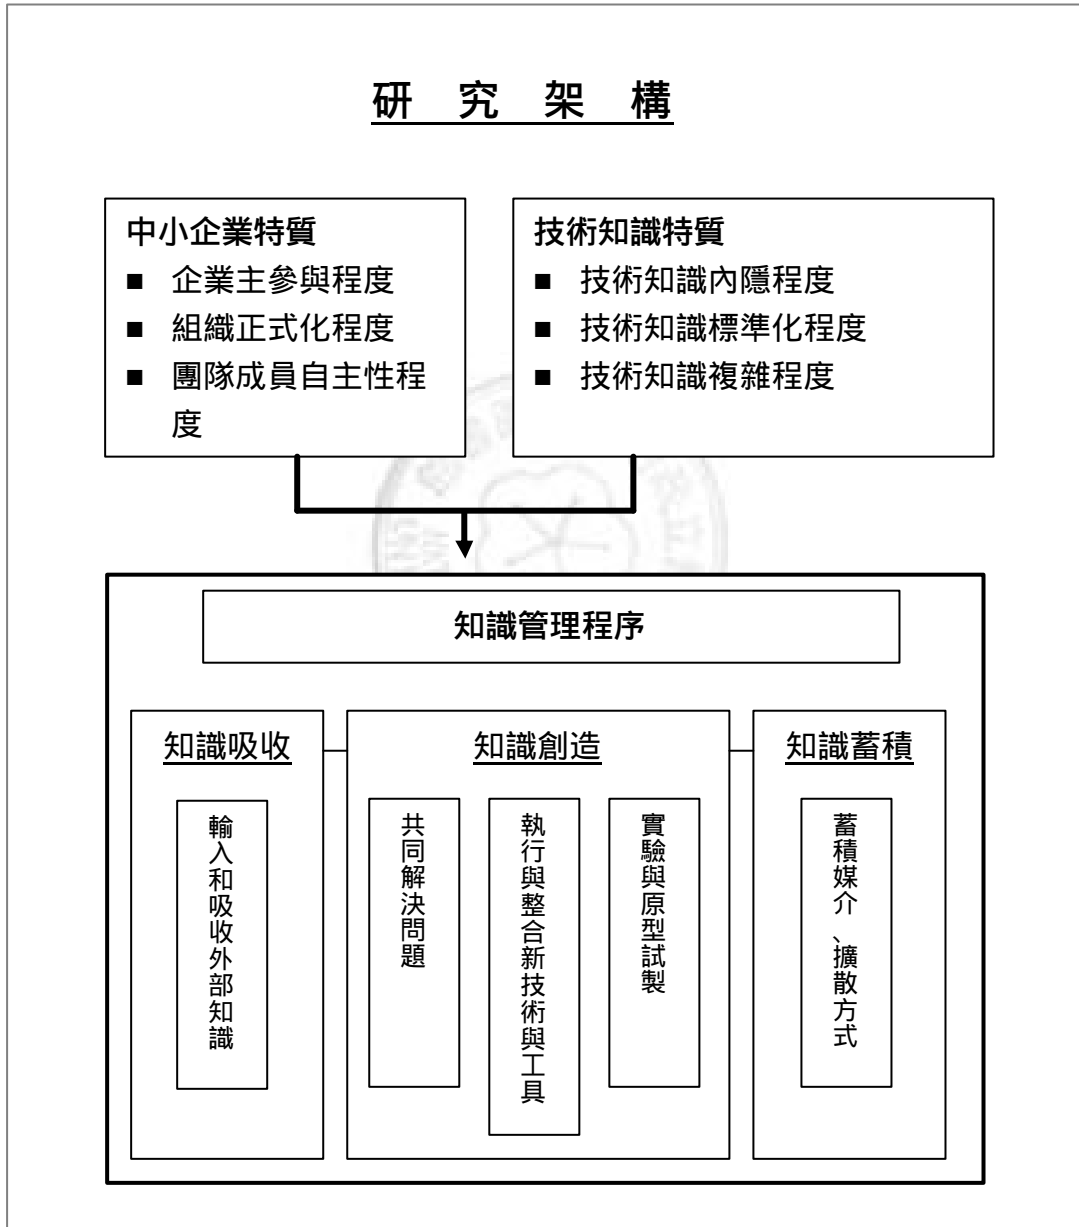 研究架構
中小企業特質
■ 企業主參與程度
■ 組織正式化程度
■ 團隊成員自主性程
度
技術知識特質
■ 技術知識內隱程度
■ 技術知識標準化程度
■ 技術知識複雜程度
知識管理程序
知識吸收
輸入和吸收外部知識
知識創造
共同解決問題
執行與整合新技術與工具
實驗與原型試製
知識蓄積
蓄積媒介、擴散方式